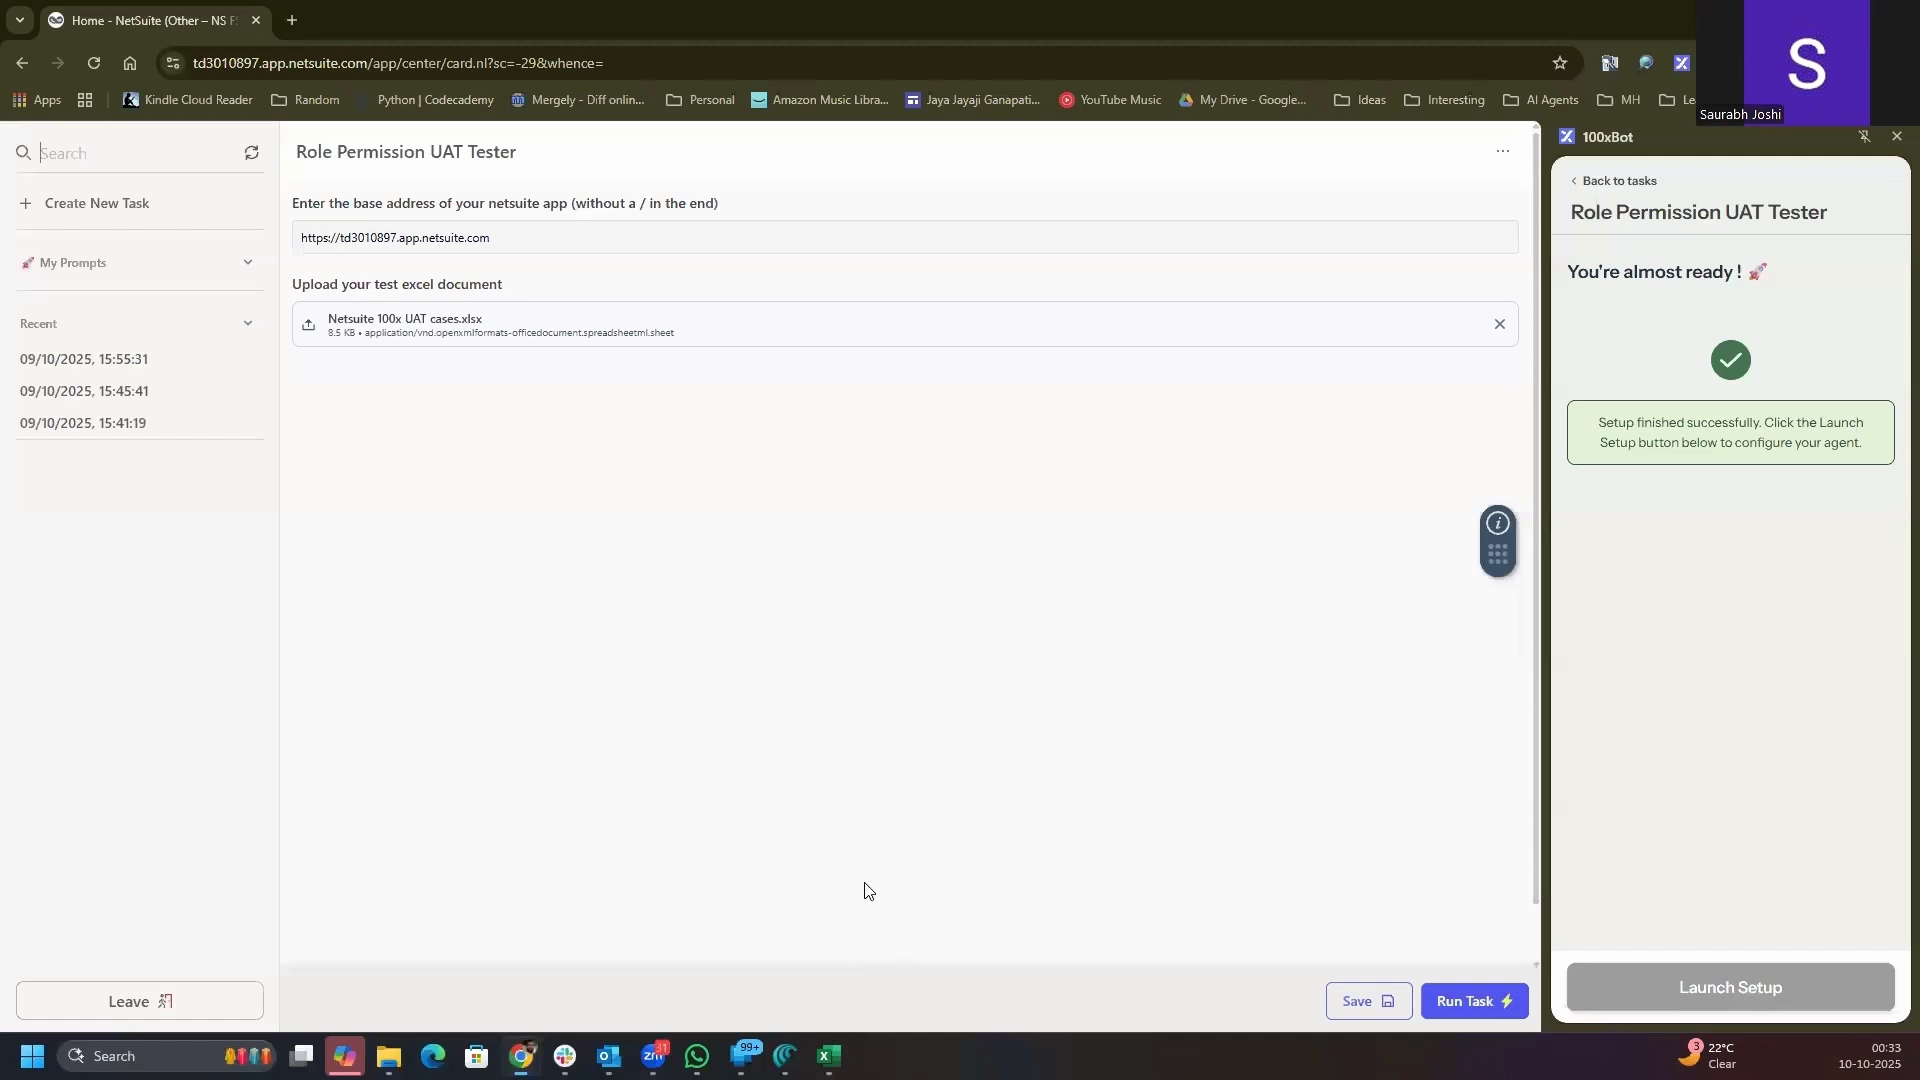 Home - NetSuite (Other – NS F
td3010897.app.netsuite.com/app/center/card.nl?sc=-29&whence=
Apps
Kindle Cloud Reader
Random
Python | Codecademy
Mergely - Diff onlin...
Personal
Amazon Music Libra...
Jaya Jayaji Ganapati...
YouTube Music
My Drive - Google...
Ideas
Interesting
AI Agents
MH
Le
S
Saurabh Joshi
Search
Create New Task
My Prompts
Recent
09/10/2025, 15:55:31
09/10/2025, 15:45:41
09/10/2025, 15:41:19
Leave
Role Permission UAT Tester
Enter the base address of your netsuite app (without a / in the end)
https://td3010897.app.netsuite.com
Upload your test excel document
Netsuite 100x UAT cases.xlsx
8.5 KB • application/vnd.openxmlformats-officedocument.spreadsheetml.sheet
Save
Run Task
100xBot
Back to tasks
Role Permission UAT Tester
You're almost ready !
Setup finished successfully. Click the Launch
Setup button below to configure your agent.
Launch Setup
Search
31
99+
3
22°C
Clear
00:33
10-10-2025